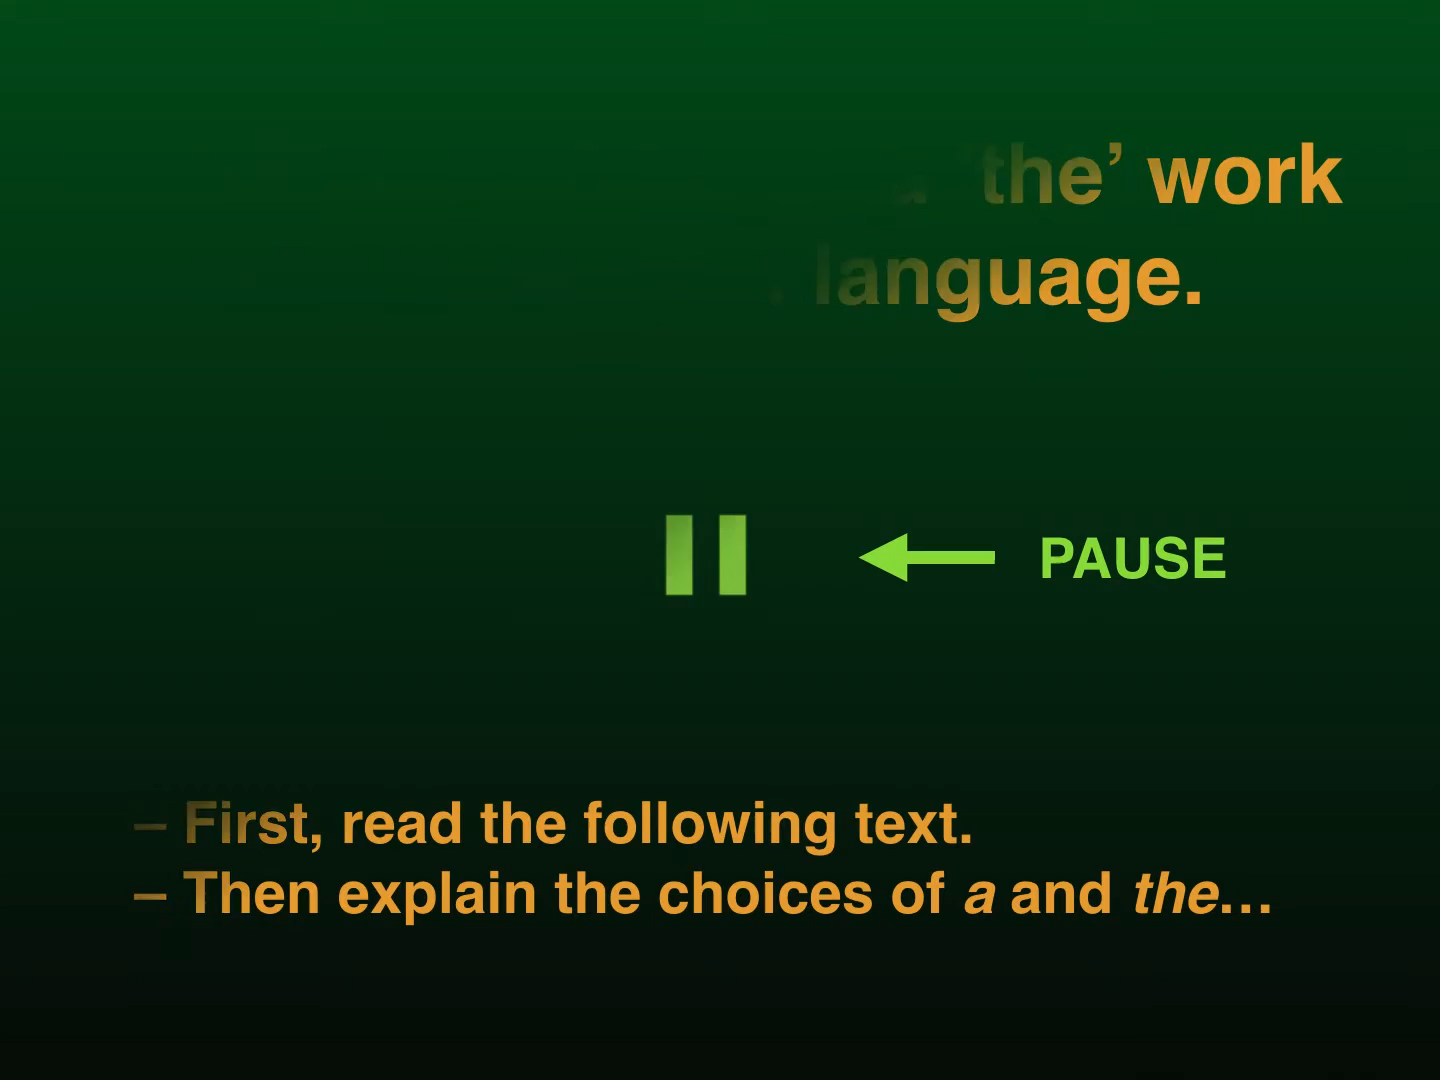 the’ work
language.
PAUSE
– First, read the following text.
– Then explain the choices of a and the…